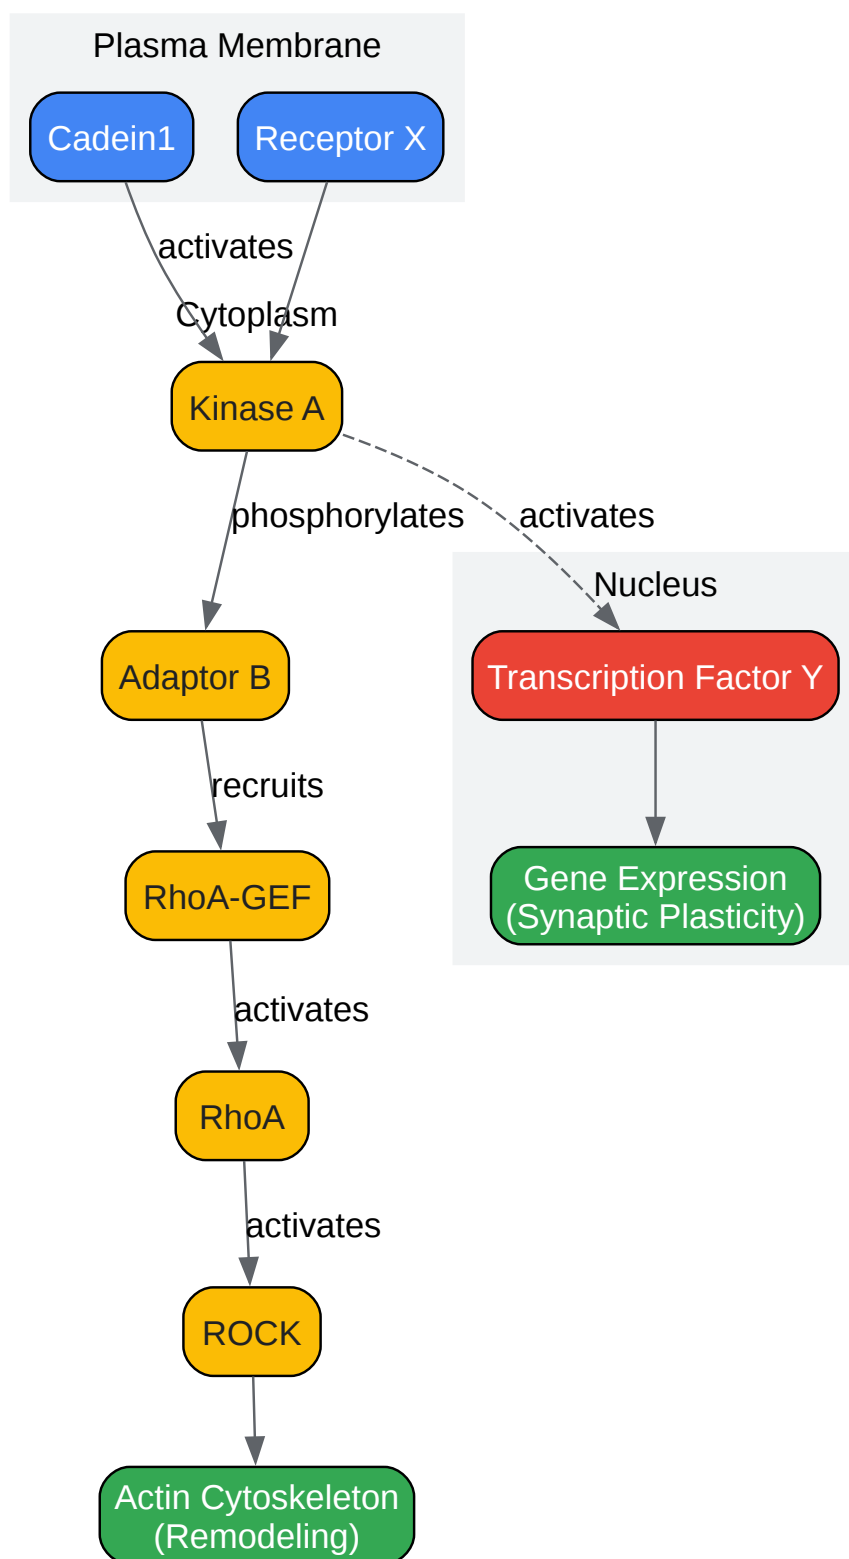 Plasma Membrane
Cadein1
Receptor X
activates
Cytoplasm
Kinase A
phosphorylates
activates
Nucleus
Adaptor B
Transcription Factor Y
recruits
Gene Expression
(Synaptic Plasticity)
RhoA-GEF
activates
RhoA
activates
ROCK
Actin Cytoskeleton
(Remodeling)